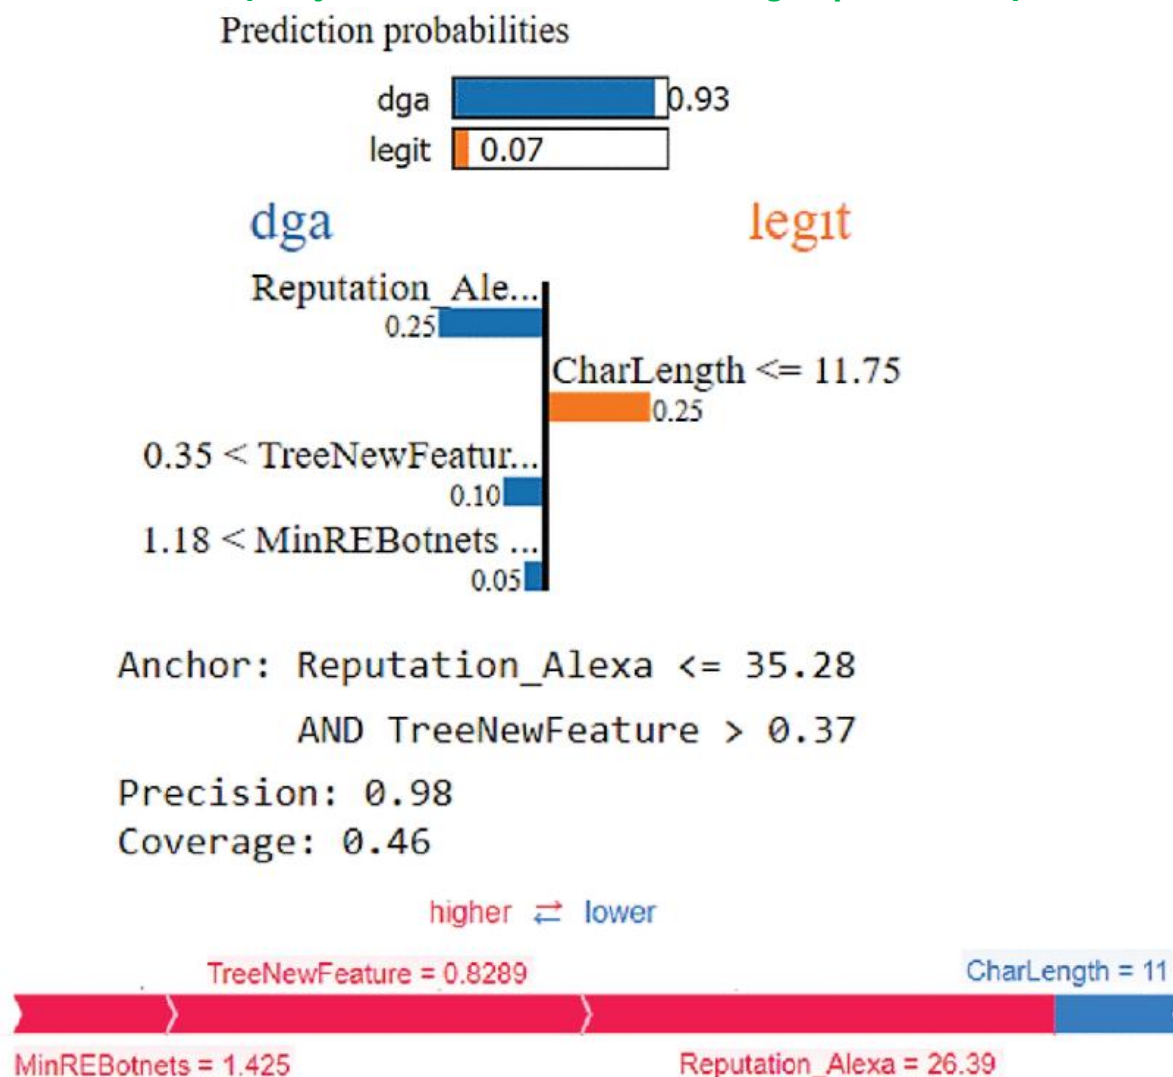 Prediction probabilities
dga 0.93
legit 0.07
dga legit
Reputation_Ale...
0.25
CharLength <= 11.75
0.25
0.35 < TreeNewFeatur...
0.10
1.18 < MinREBotnets ...
0.05
Anchor: Reputation_Alexa <= 35.28
AND TreeNewFeature > 0.37
Precision: 0.98
Coverage: 0.46
higher ⇄ lower
TreeNewFeature = 0.8289 CharLength = 11
MinREBotnets = 1.425 Reputation_Alexa = 26.39